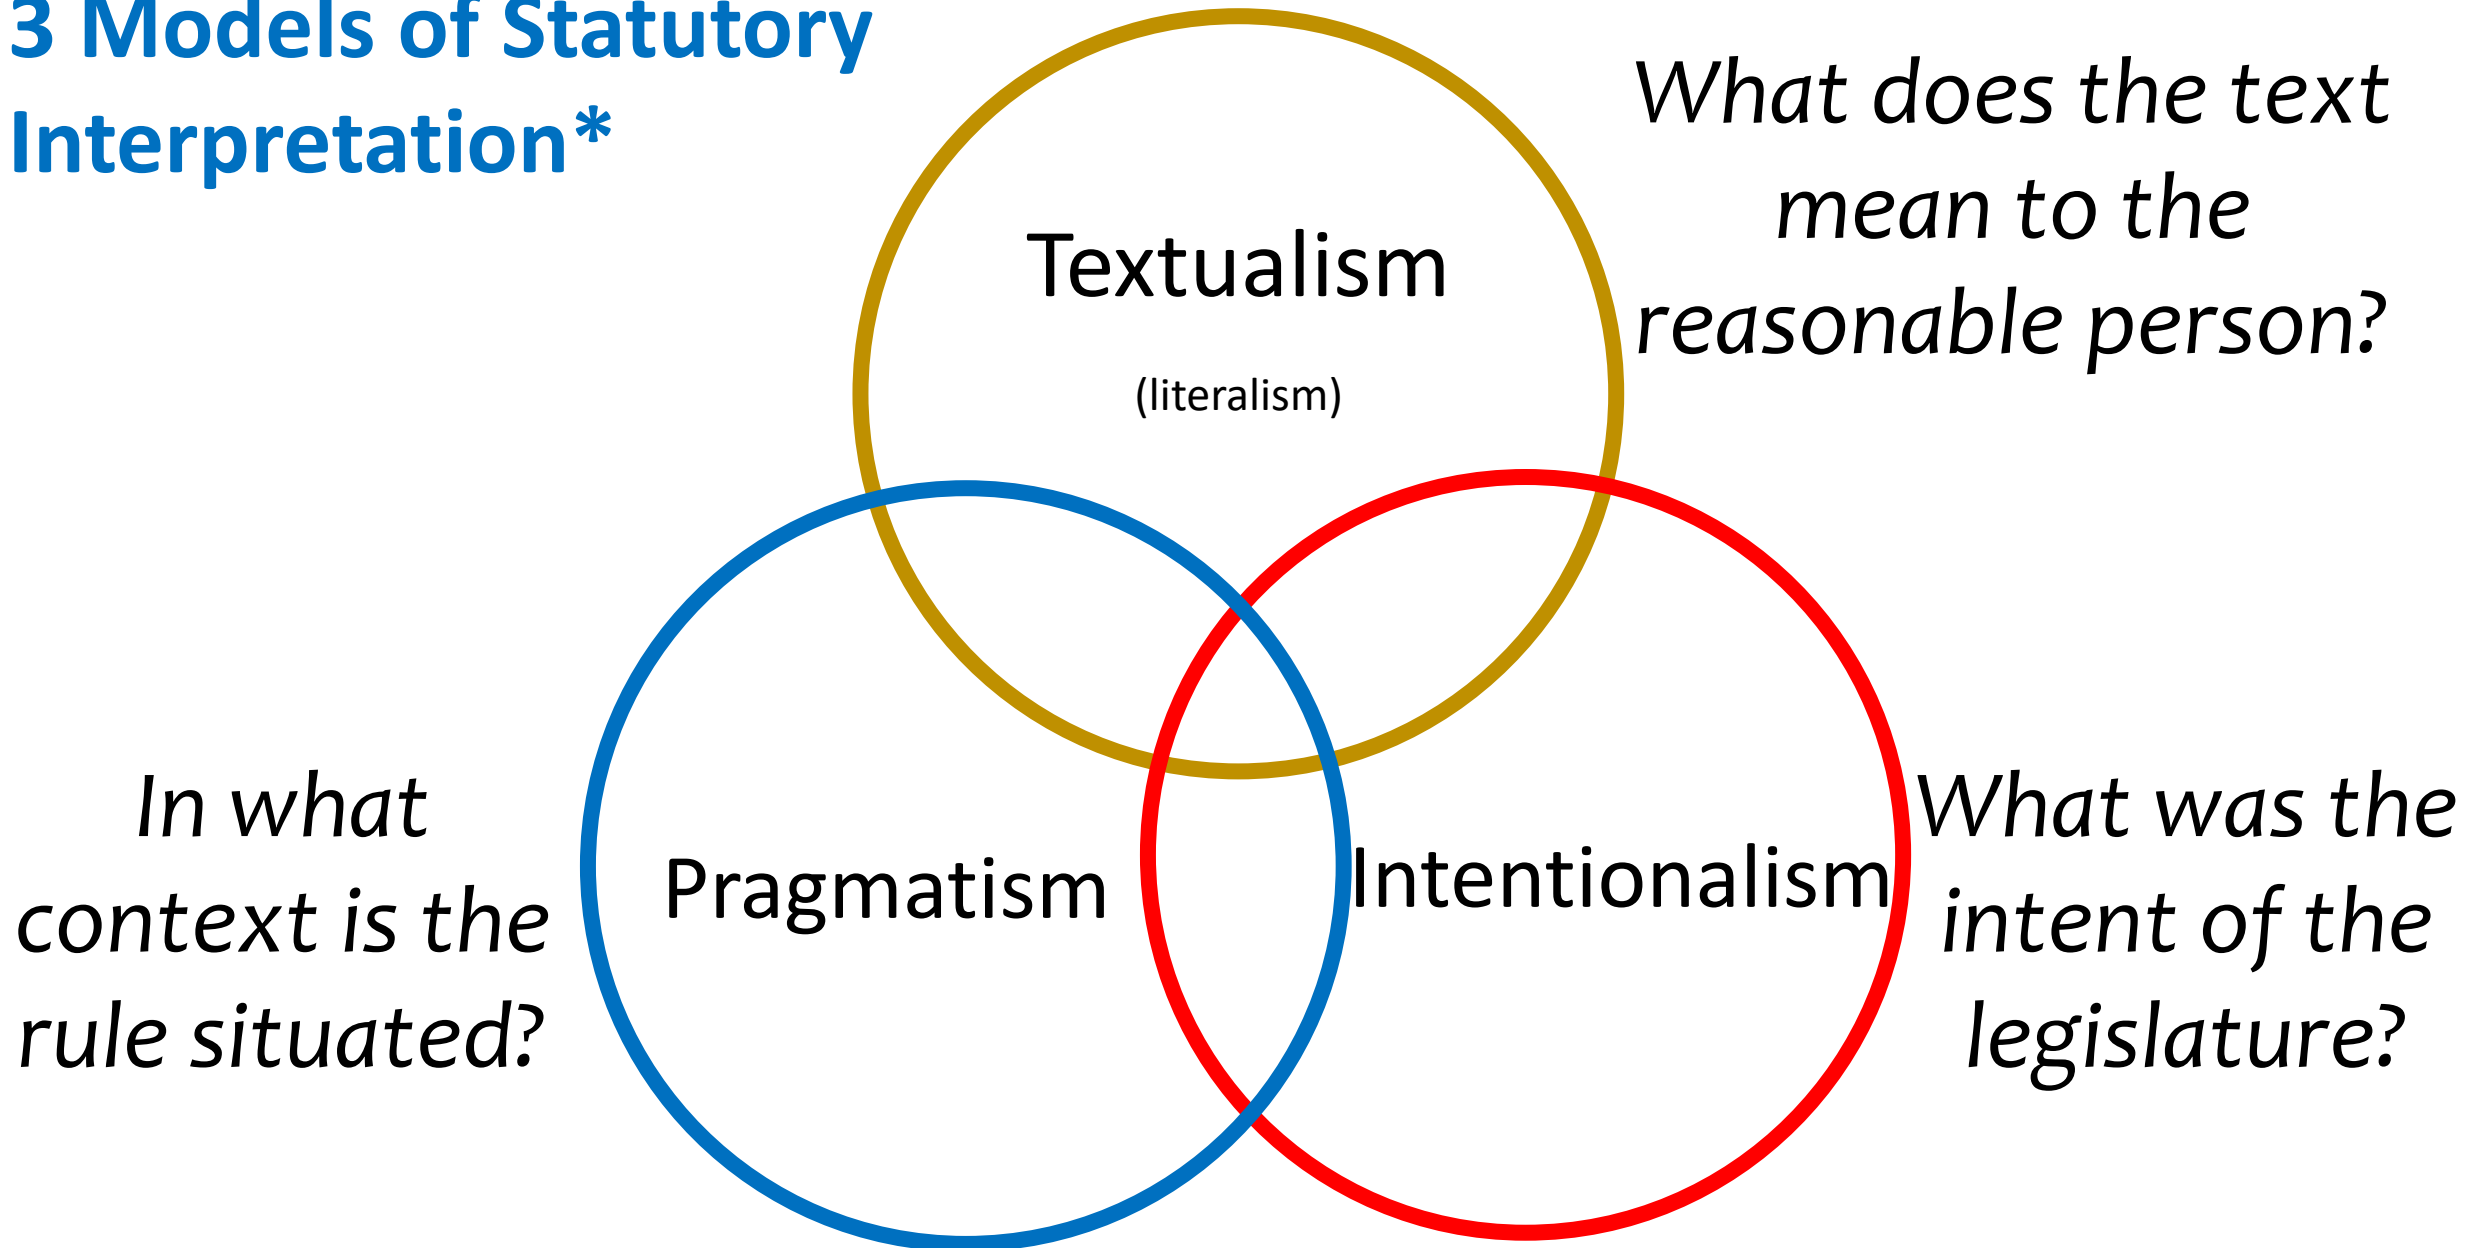 3 Models of Statutory
Interpretation*
What does the text
mean to the
reasonable person?
Textualism
(literalism)
In what
context is the
rule situated?
Pragmatism
Intentionalism
What was the
intent of the
legislature?